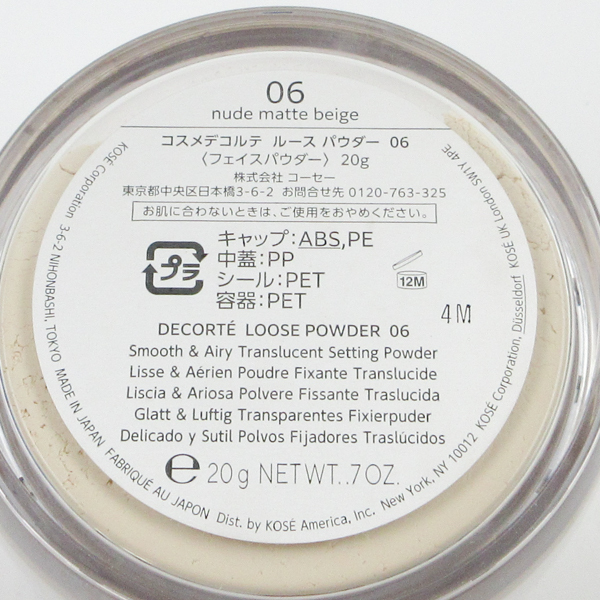 06
nude matte beige
コスメデコルテ ルース パウダー 06
〈フェイスパウダー〉 20g
株式会社 コーセー
東京都中央区日本橋3-6-2 お問合せ先 0120-763-325
お肌に合わないときは、ご使用をおやめください。
プラ
キャップ:ABS,PE
中蓋:PP
シール:PET
容器:PET
12M
4M
DECORTÉ LOOSE POWDER 06
Smooth & Airy Translucent Setting Powder
Lisse & Aérien Poudre Fixante Translucide
Liscia & Ariosa Polvere Fissante Traslucida
Glatt & Luftig Transparentes Fixierpuder
Delicado y Sutil Polvos Fijadores Traslúcidos
℮ 20g NETWT. .7OZ.
KOSÉ Corporation 3-6-2 NIHONBASHI, TOKYO MADE IN JAPAN FABRIQUÉ AU JAPON Dist. by KOSÉ America, Inc. New York, NY 10012 KOSÉ Corporation, Düsseldorf KOSÉ UK London SW1Y 4PE